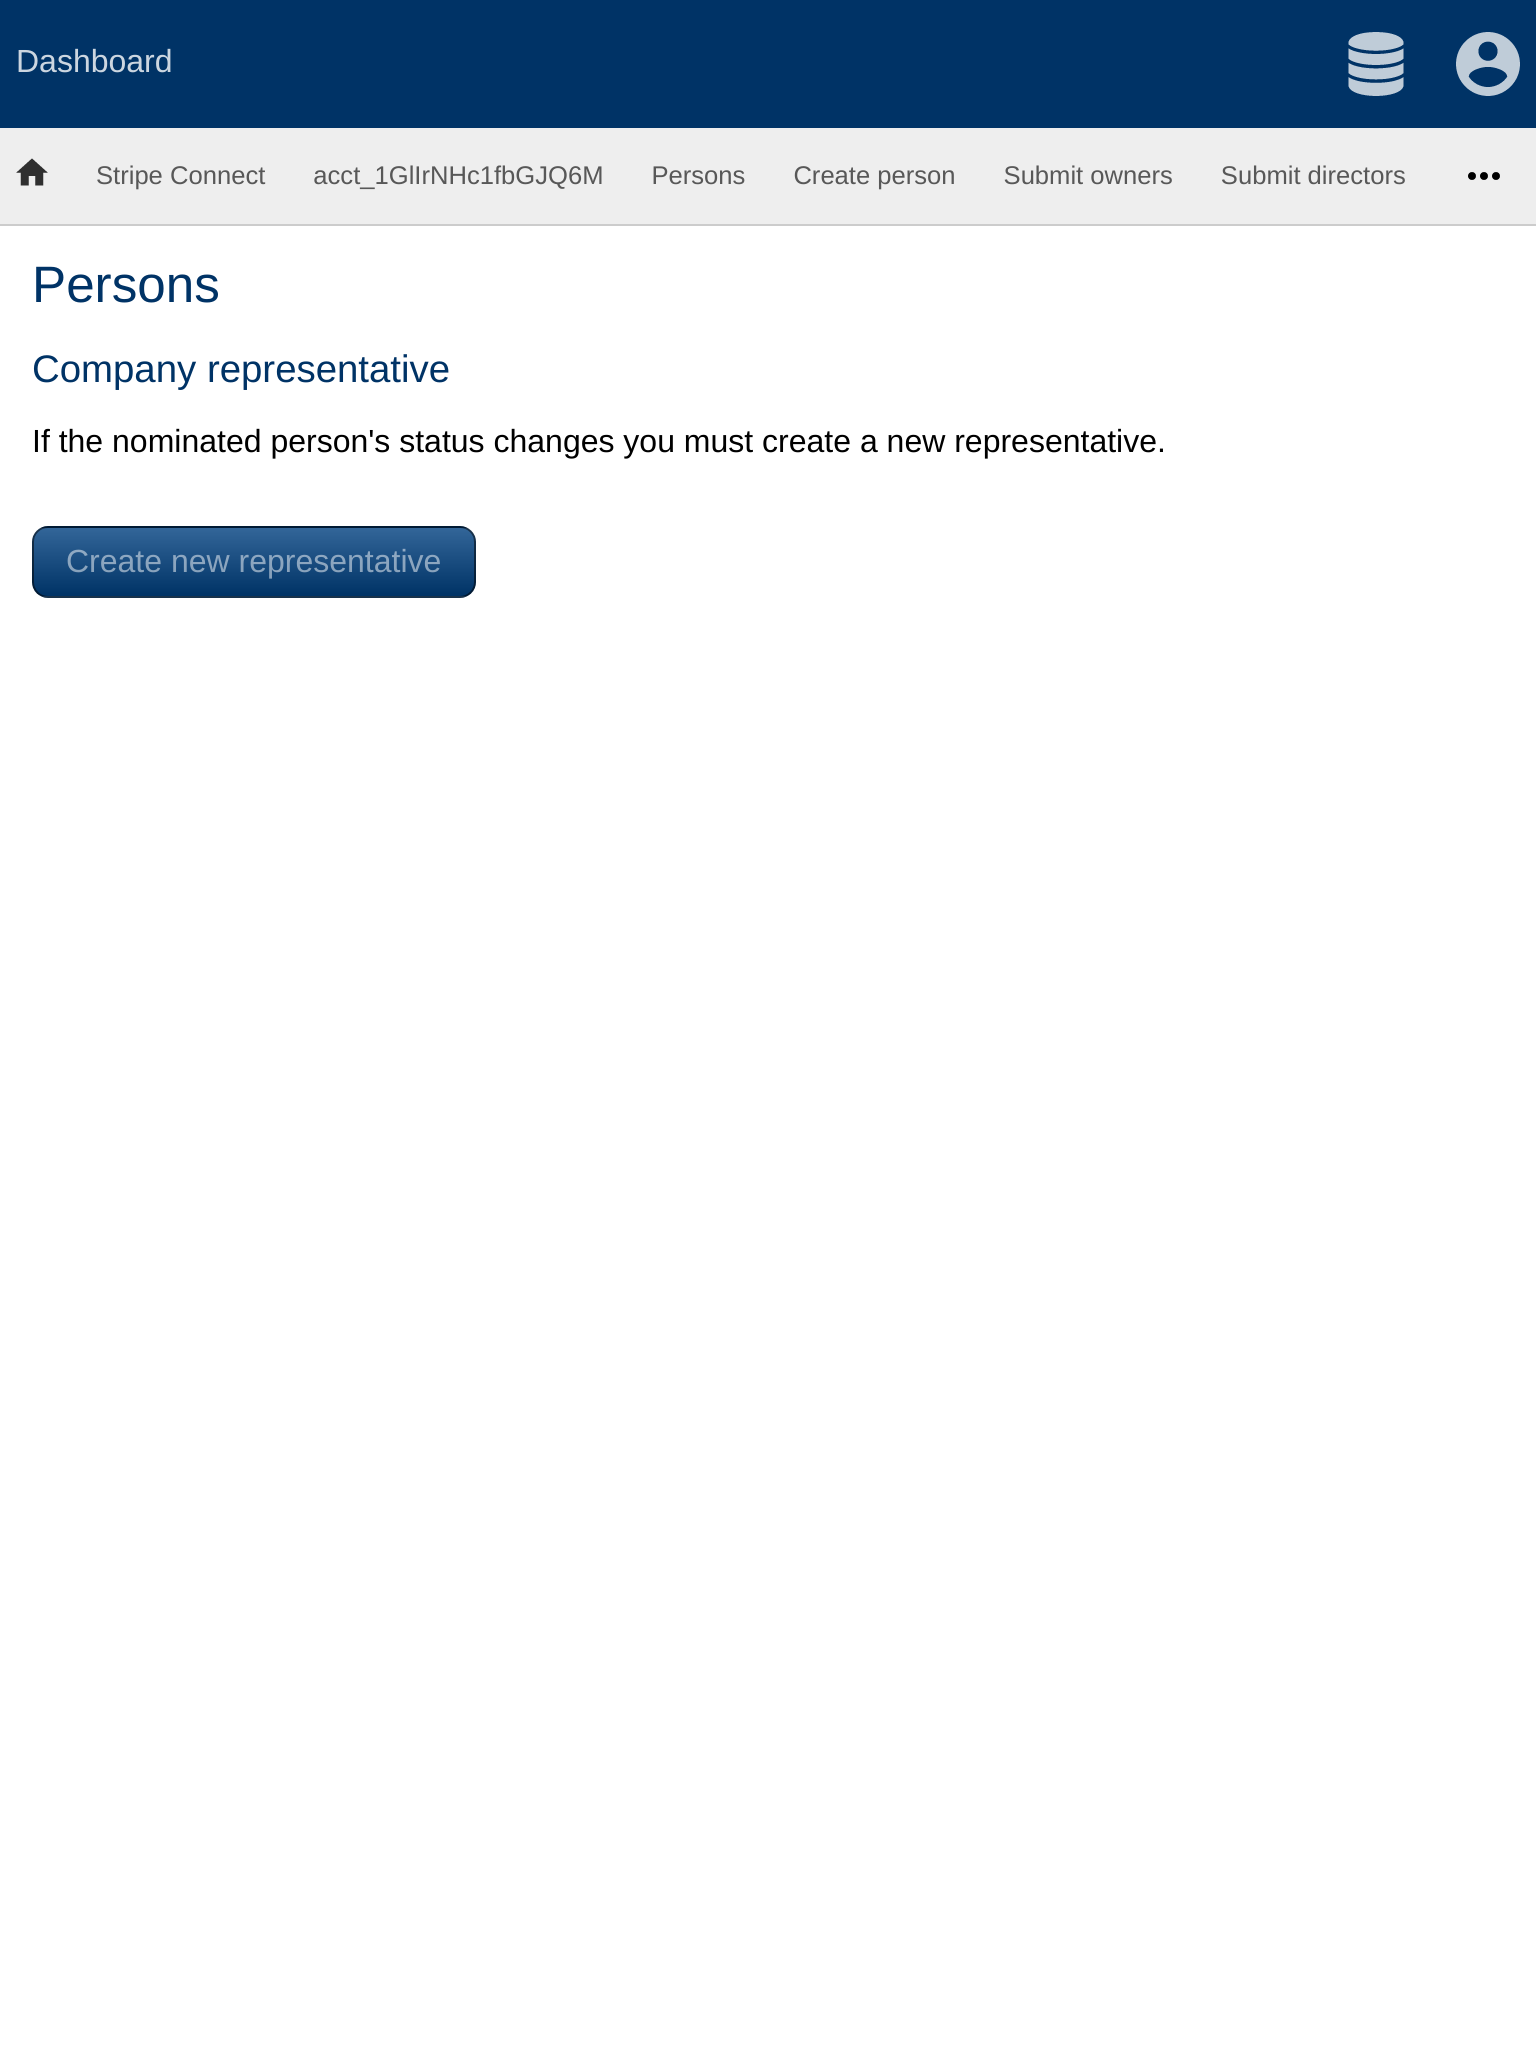 Dashboard
Stripe Connect acct_1GlIrNHc1fbGJQ6M Persons Create person Submit owners Submit directors
Persons
Company representative
If the nominated person's status changes you must create a new representative.
Create new representative